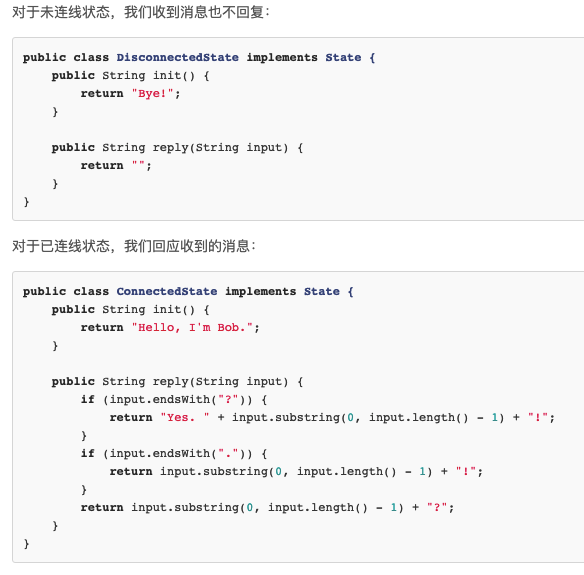 对于未连线状态，我们收到消息也不回复：
public class DisconnectedState implements State {
    public String init() {
        return "Bye!";
    }

    public String reply(String input) {
        return "";
    }
}
对于已连线状态，我们回应收到的消息：
public class ConnectedState implements State {
    public String init() {
        return "Hello, I'm Bob.";
    }

    public String reply(String input) {
        if (input.endsWith("?")) {
            return "Yes. " + input.substring(0, input.length() - 1) + "!";
        }
        if (input.endsWith(".")) {
            return input.substring(0, input.length() - 1) + "!";
        }
        return input.substring(0, input.length() - 1) + "?";
    }
}